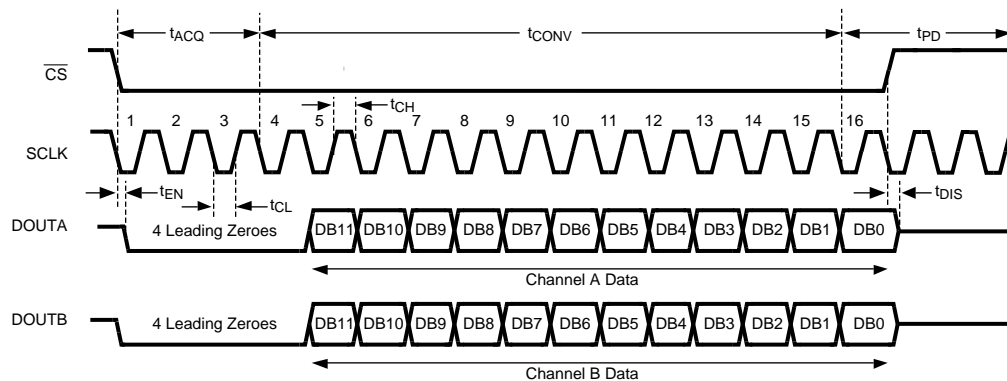 tACQ tCONV tPD
CS
tCH
1 2 3 4 5 6 7 8 9 10 11 12 13 14 15 16
SCLK
tEN tCL tDIS
DOUTA 4 Leading Zeroes DB11 DB10 DB9 DB8 DB7 DB6 DB5 DB4 DB3 DB2 DB1 DB0
Channel A Data
DOUTB 4 Leading Zeroes DB11 DB10 DB9 DB8 DB7 DB6 DB5 DB4 DB3 DB2 DB1 DB0
Channel B Data